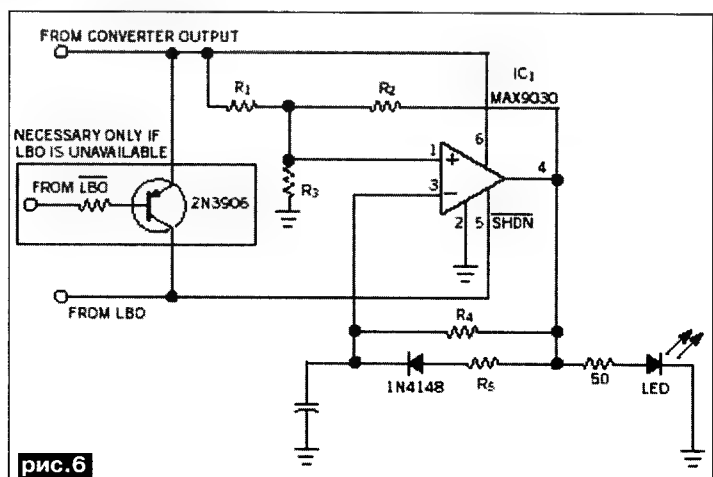 FROM CONVERTER OUTPUT
IC1
MAX9030
R1
R2
NECESSARY ONLY IF
LBO IS UNAVAILABLE
FROM LBO
2N3906
R3
1
3
6
4
2
5
SHDN
FROM LBO
R4
1N4148
R5
50
LED
рис.6